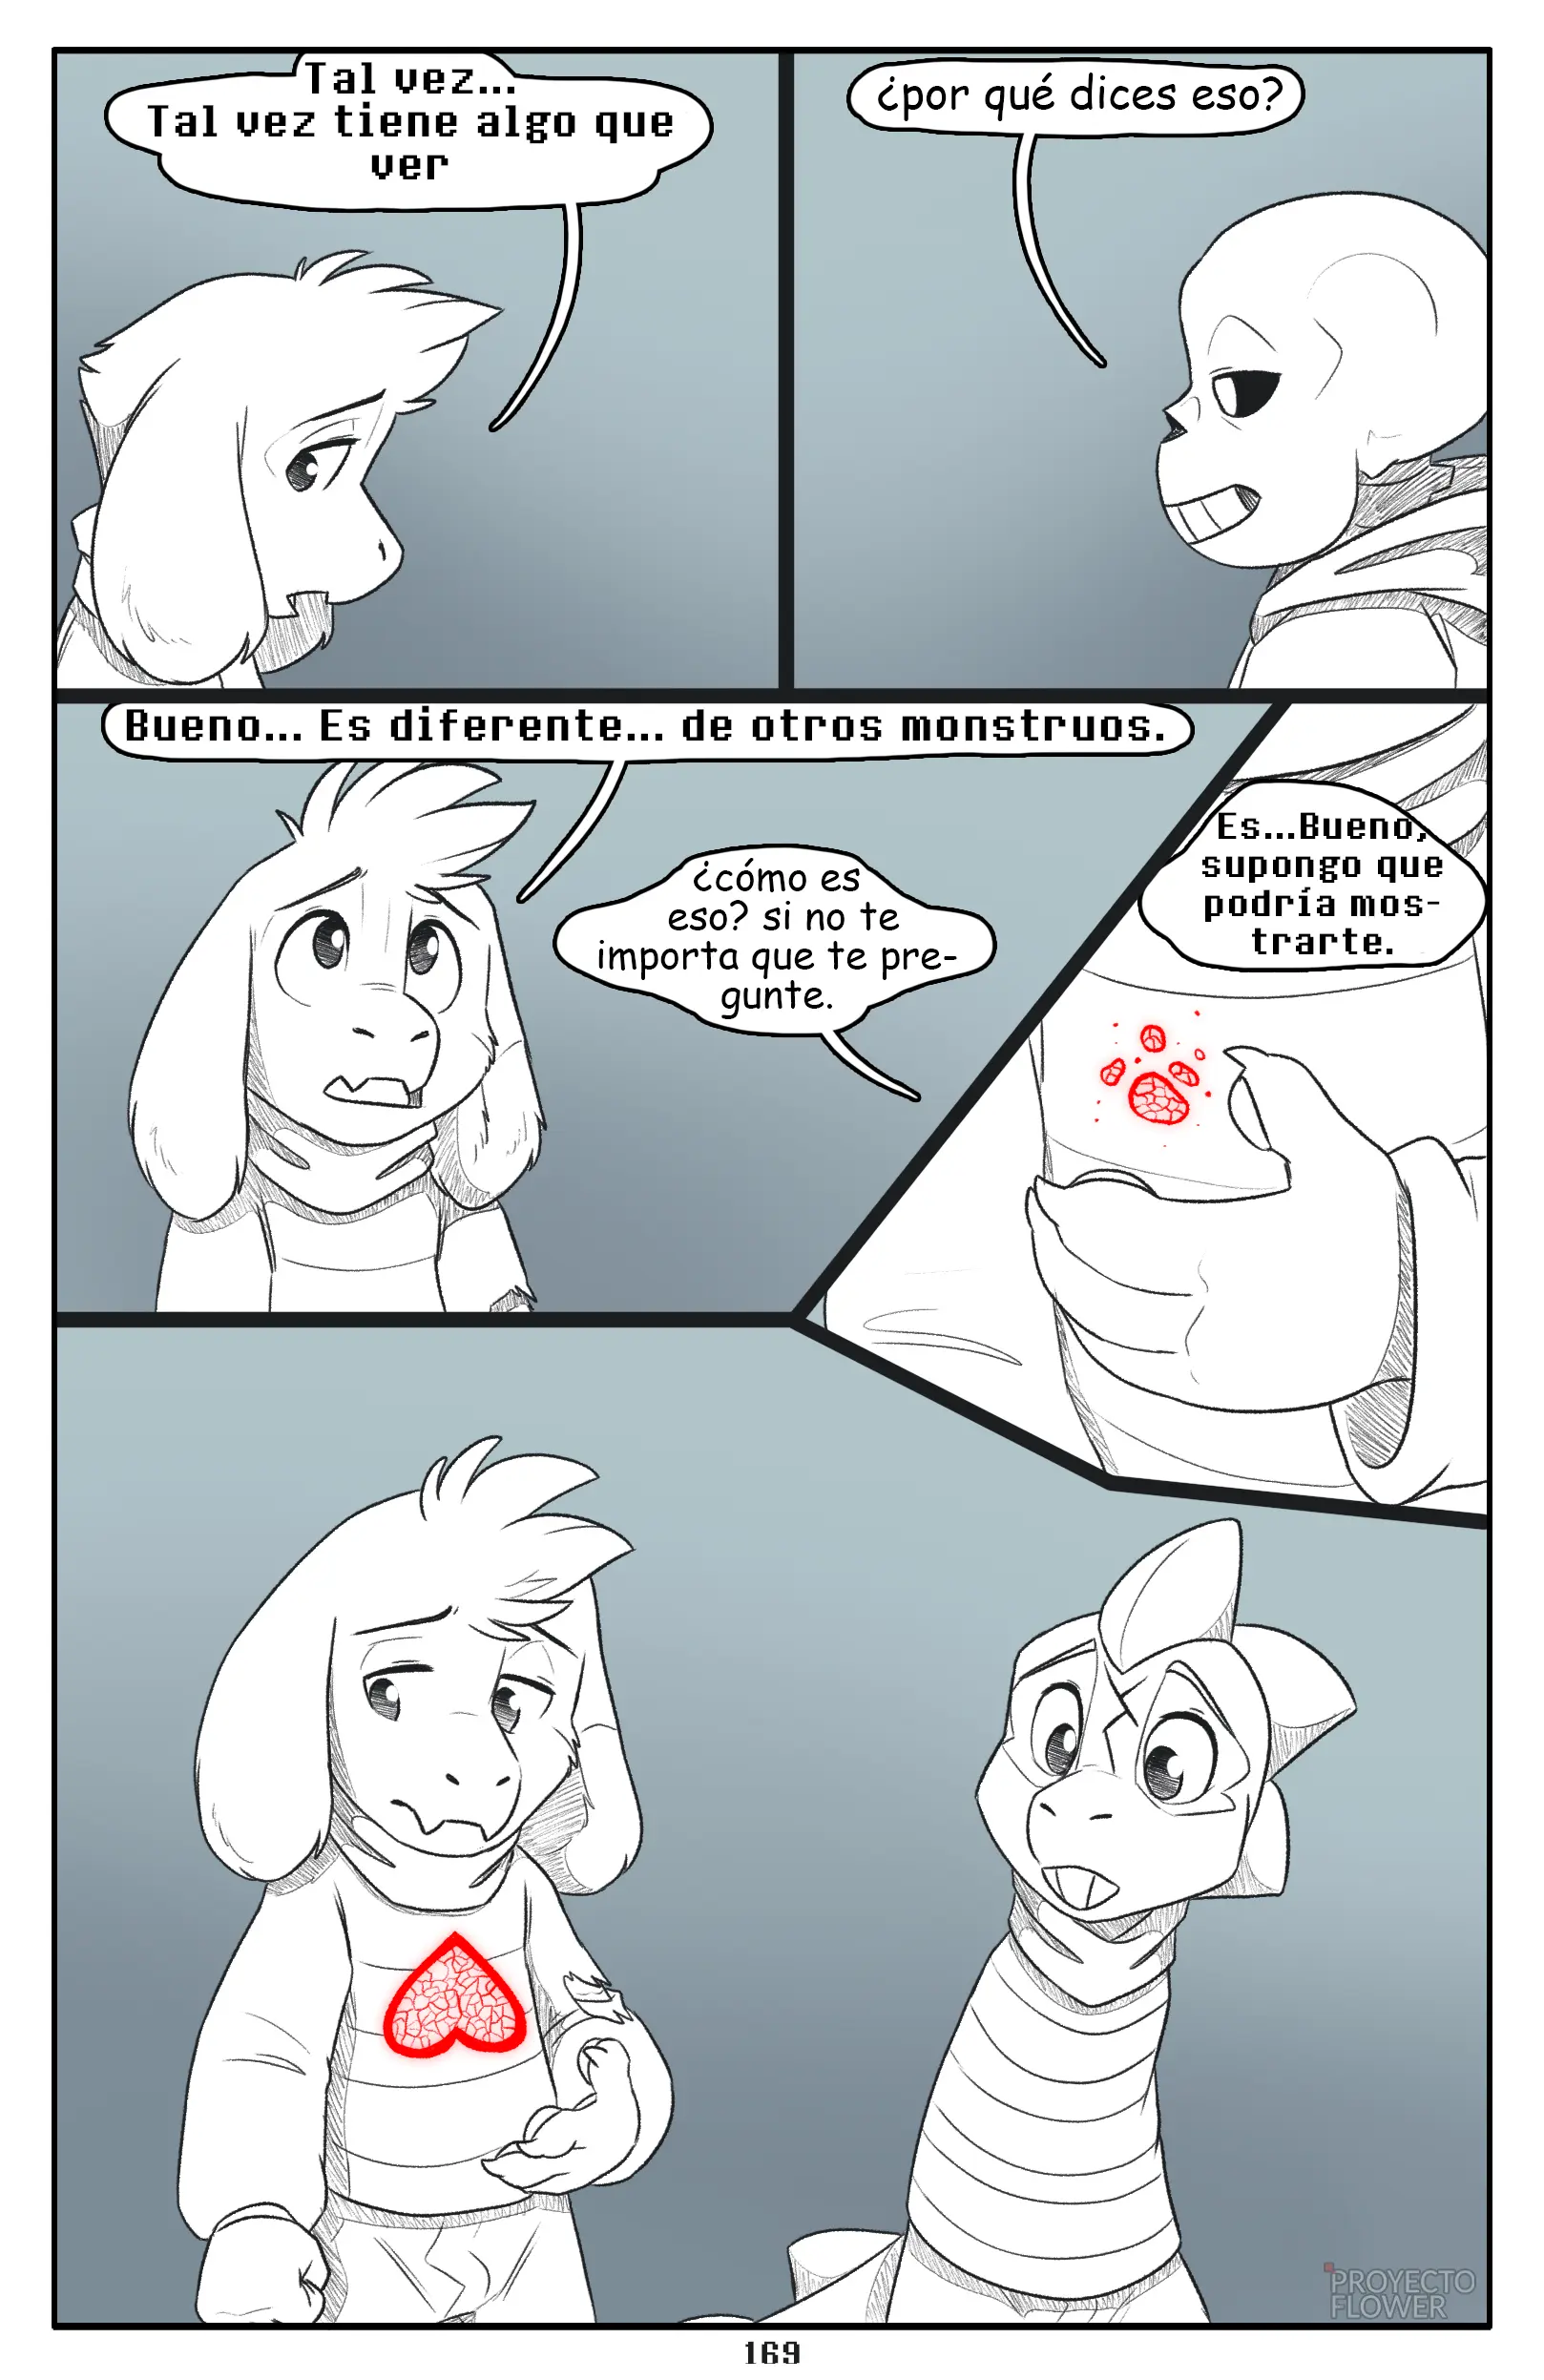 Tal vez...
Tal vez tiene algo que
ver
¿por qué dices eso?
Bueno... Es diferente... de otros monstruos.
¿cómo es
eso? si no te
importa que te pre-
gunte.
Es...Bueno,
supongo que
podría mos-
trarte.
PROYECTO
FLOWER
169